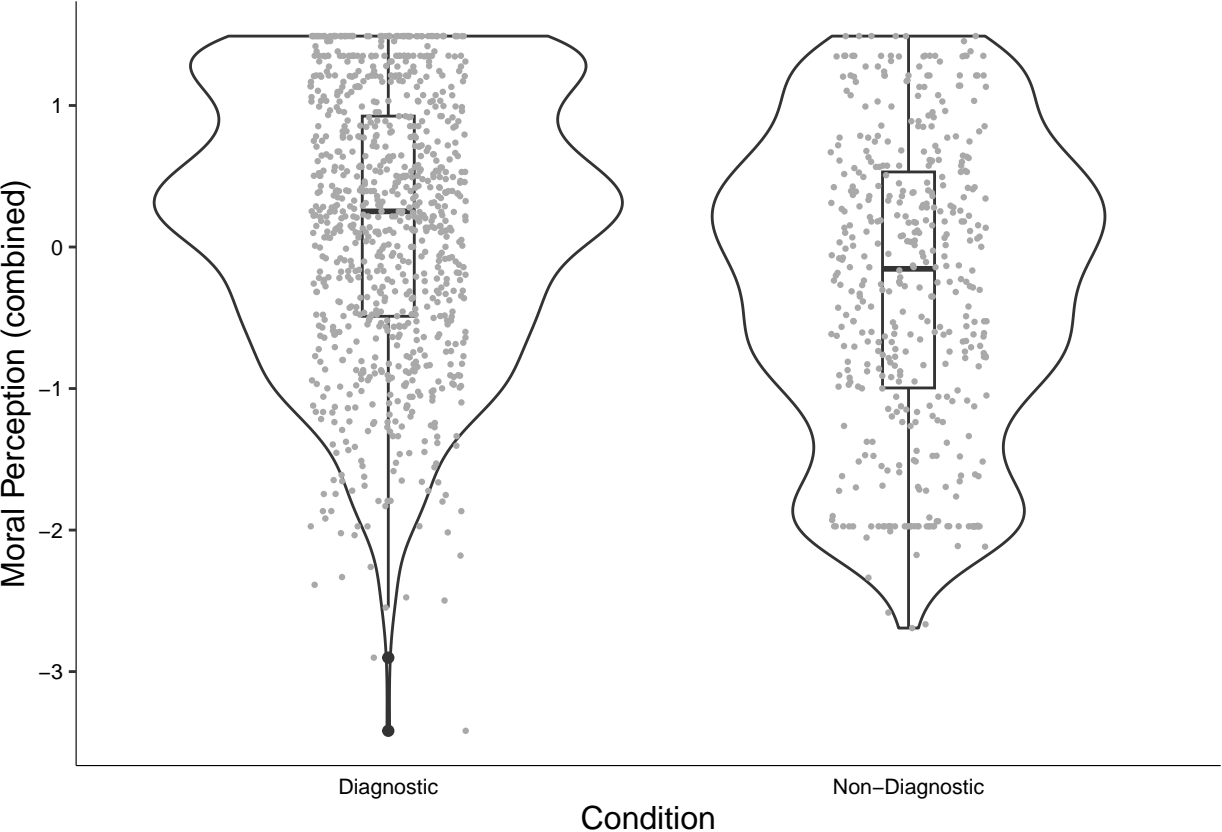 Moral Perception (combined)
1
0
−1
−2
−3
Diagnostic
Non−Diagnostic
Condition